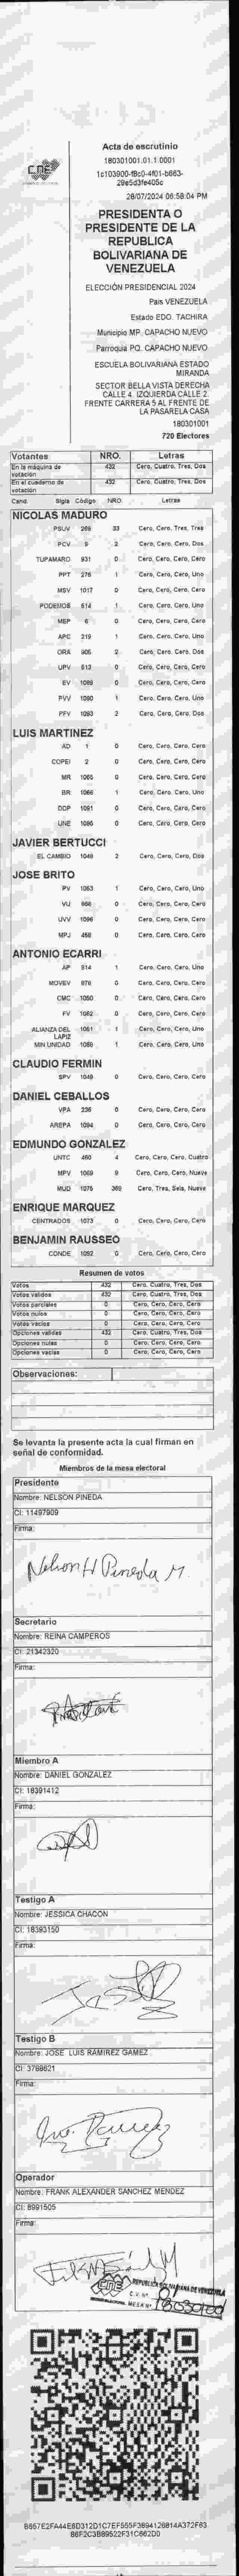 CNE
Acta de escrutinio
180301001.01.1.0001
1c103900-f8c0-4f01-b663-
29e5d3fe405c
28/07/2024 06:58:04 PM
PRESIDENTA O
PRESIDENTE DE LA
REPUBLICA
BOLIVARIANA DE
VENEZUELA
ELECCIÓN PRESIDENCIAL 2024
Pais VENEZUELA
Estado EDO. TACHIRA
Municipio MP. CAPACHO NUEVO
Parroquia PQ. CAPACHO NUEVO
ESCUELA BOLIVARIANA ESTADO
MIRANDA
SECTOR BELLA VISTA DERECHA
CALLE 4. IZQUIERDA CALLE 2.
FRENTE CARRERA 5 AL FRENTE DE
LA PASARELA CASA
180301001
720 Electores
Votantes NRO. Letras
En la máquina de votación 432 Cero, Cuatro, Tres, Dos
En el cuaderno de votación 432 Cero, Cuatro, Tres, Dos
Cand. Sigla Código NRO. Letras
NICOLAS MADURO
PSUV 269 33 Cero, Cero, Tres, Tres
PCV 9 2 Cero, Cero, Cero, Dos
TUPAMARO 931 0 Cero, Cero, Cero, Cero
PPT 276 1 Cero, Cero, Cero, Uno
MSV 1017 0 Cero, Cero, Cero, Cero
PODEMOS 514 1 Cero, Cero, Cero, Uno
MEP 6 0 Cero, Cero, Cero, Cero
APC 219 1 Cero, Cero, Cero, Uno
ORA 905 2 Cero, Cero, Cero, Dos
UPV 613 0 Cero, Cero, Cero, Cero
EV 1089 0 Cero, Cero, Cero, Cero
PVV 1090 1 Cero, Cero, Cero, Uno
PFV 1093 2 Cero, Cero, Cero, Dos
LUIS MARTINEZ
AD 1 0 Cero, Cero, Cero, Cero
COPEI 2 0 Cero, Cero, Cero, Cero
MR 1065 0 Cero, Cero, Cero, Cero
BR 1066 1 Cero, Cero, Cero, Uno
DDP 1091 0 Cero, Cero, Cero, Cero
UNE 1095 0 Cero, Cero, Cero, Cero
JAVIER BERTUCCI
EL CAMBIO 1048 2 Cero, Cero, Cero, Dos
JOSE BRITO
PV 1053 1 Cero, Cero, Cero, Uno
VU 868 0 Cero, Cero, Cero, Cero
UVV 1096 0 Cero, Cero, Cero, Cero
MPJ 458 0 Cero, Cero, Cero, Cero
ANTONIO ECARRI
AP 914 1 Cero, Cero, Cero, Uno
MOVEV 976 0 Cero, Cero, Cero, Cero
CMC 1050 0 Cero, Cero, Cero, Cero
FV 1082 0 Cero, Cero, Cero, Cero
ALIANZA DEL LAPIZ 1051 1 Cero, Cero, Cero, Uno
MIN UNIDAD 1088 1 Cero, Cero, Cero, Uno
CLAUDIO FERMIN
SPV 1049 0 Cero, Cero, Cero, Cero
DANIEL CEBALLOS
VPA 236 0 Cero, Cero, Cero, Cero
AREPA 1094 0 Cero, Cero, Cero, Cero
EDMUNDO GONZALEZ
UNTC 460 4 Cero, Cero, Cero, Cuatro
MPV 1069 9 Cero, Cero, Cero, Nueve
MUD 1075 369 Cero, Tres, Seis, Nueve
ENRIQUE MARQUEZ
CENTRADOS 1073 0 Cero, Cero, Cero, Cero
BENJAMIN RAUSSEO
CONDE 1092 0 Cero, Cero, Cero, Cero
Resumen de votos
Votos 432 Cero, Cuatro, Tres, Dos
Votos validos 432 Cero, Cuatro, Tres, Dos
Votos parciales 0 Cero, Cero, Cero, Cero
Votos nulos 0 Cero, Cero, Cero, Cero
Votos vacios 0 Cero, Cero, Cero, Cero
Opciones validas 432 Cero, Cuatro, Tres, Dos
Opciones nulas 0 Cero, Cero, Cero, Cero
Opciones vacias 0 Cero, Cero, Cero, Cero
Observaciones:
Se levanta la presente acta la cual firman en
señal de conformidad.
Miembros de la mesa electoral
Presidente
Nombre: NELSON PINEDA
CI: 11497909
Firma:
Nelson H Pineda M.
Secretario
Nombre: REINA CAMPEROS
CI: 21342320
Firma:
Miembro A
Nombre: DANIEL GONZALEZ
CI: 18391412
Firma:
Testigo A
Nombre: JESSICA CHACON
CI: 18393150
Firma:
Testigo B
Nombre: JOSE LUIS RAMIREZ GAMEZ
CI: 3768621
Firma:
Operador
Nombre: FRANK ALEXANDER SANCHEZ MENDEZ
CI: 8991505
Firma:
CNE REPUBLICA BOLIVARIANA DE VENEZUELA
C.V. Nº
MESA Nº
B557E2FA44E8D312D1C7EF555F3894126814A372F63
86F2C3B89522F31C662D0